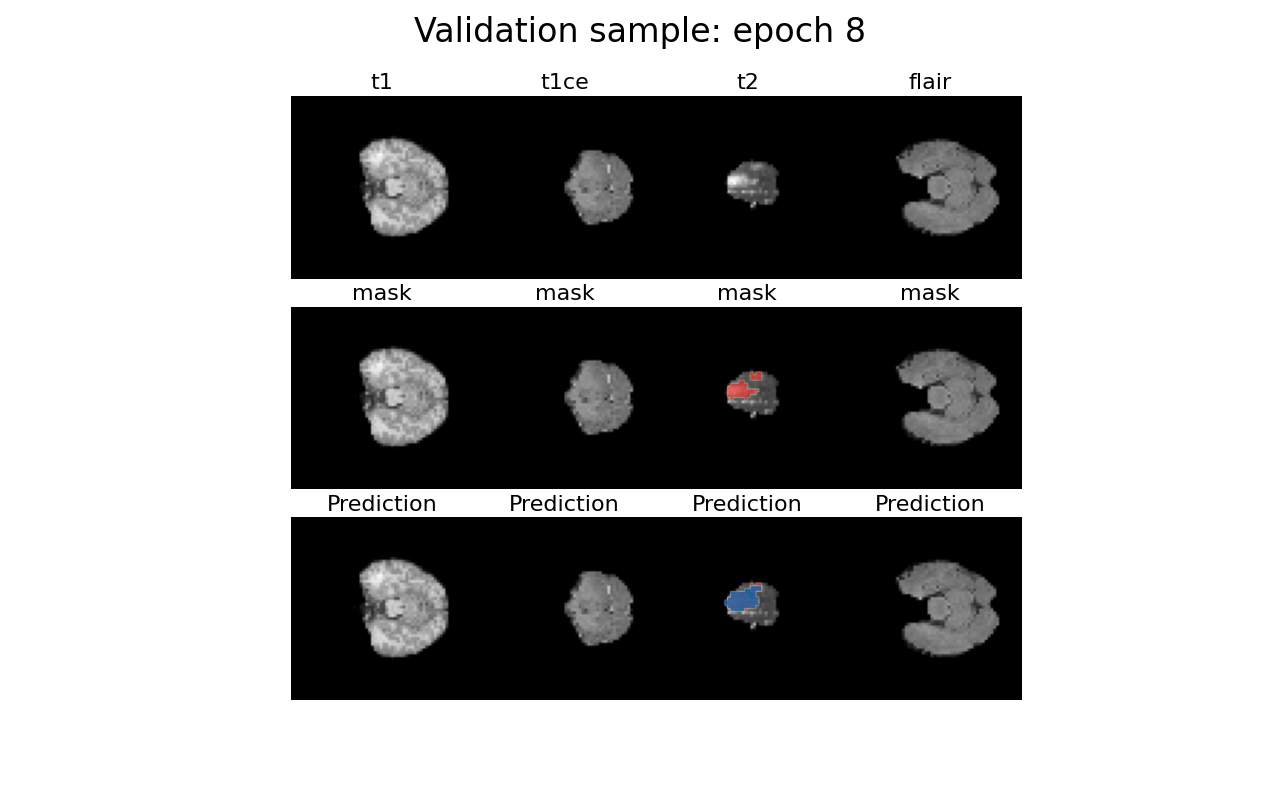 Validation sample: epoch 8
t1 t1ce t2 flair
mask mask mask mask
Prediction Prediction Prediction Prediction